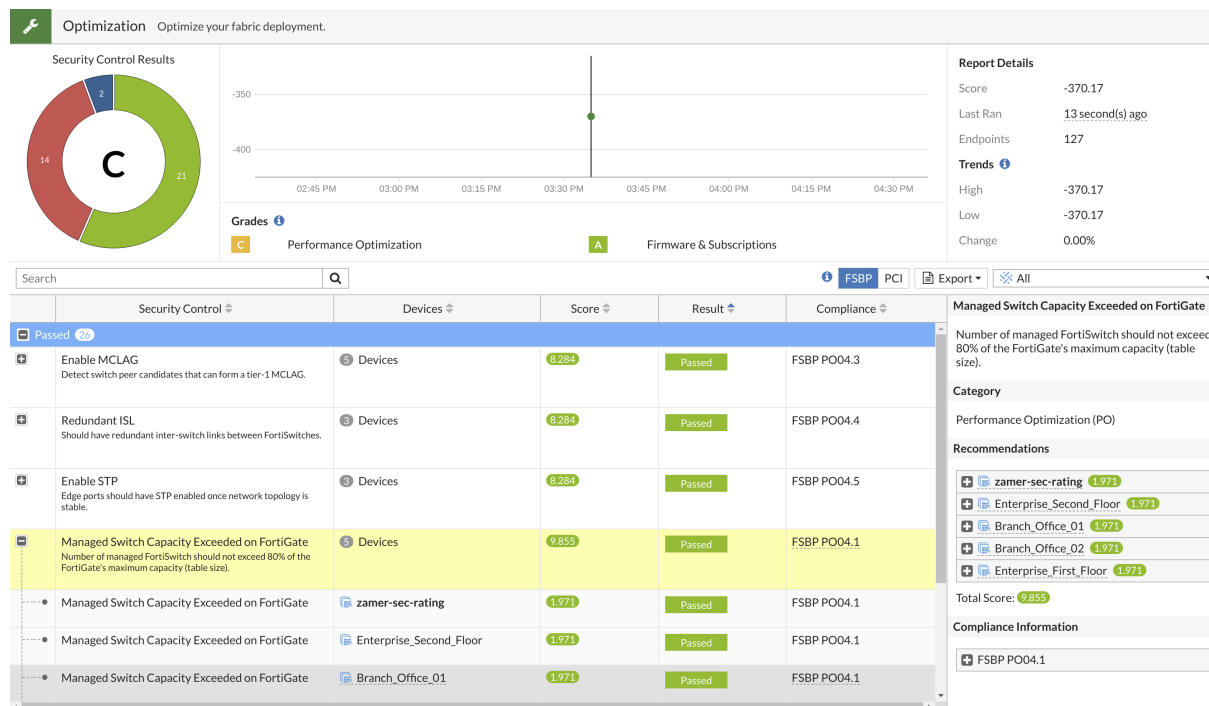 Optimization Optimize your fabric deployment.
Security Control Results
2
14
C
21
-350
-400
02:45 PM 03:00 PM 03:15 PM 03:30 PM 03:45 PM 04:00 PM 04:15 PM 04:30 PM
Grades
C Performance Optimization A Firmware & Subscriptions
Report Details
Score -370.17
Last Ran 13 second(s) ago
Endpoints 127
Trends
High -370.17
Low -370.17
Change 0.00%
Search FSBP PCI Export All
Security Control Devices Score Result Compliance
Passed 26
Enable MCLAG 5 Devices 8.284 Passed FSBP PO04.3
Detect switch peer candidates that can form a tier-1 MCLAG.
Redundant ISL 3 Devices 8.284 Passed FSBP PO04.4
Should have redundant inter-switch links between FortiSwitches.
Enable STP 3 Devices 8.284 Passed FSBP PO04.5
Edge ports should have STP enabled once network topology is
stable.
Managed Switch Capacity Exceeded on FortiGate 5 Devices 9.855 Passed FSBP PO04.1
Number of managed FortiSwitch should not exceed 80% of the
FortiGate's maximum capacity (table size).
Managed Switch Capacity Exceeded on FortiGate zamer-sec-rating 1.971 Passed FSBP PO04.1
Managed Switch Capacity Exceeded on FortiGate Enterprise_Second_Floor 1.971 Passed FSBP PO04.1
Managed Switch Capacity Exceeded on FortiGate Branch_Office_01 1.971 Passed FSBP PO04.1
Managed Switch Capacity Exceeded on FortiGate
Number of managed FortiSwitch should not exceed
80% of the FortiGate's maximum capacity (table
size).
Category
Performance Optimization (PO)
Recommendations
zamer-sec-rating 1.971
Enterprise_Second_Floor 1.971
Branch_Office_01 1.971
Branch_Office_02 1.971
Enterprise_First_Floor 1.971
Total Score: 9.855
Compliance Information
FSBP PO04.1